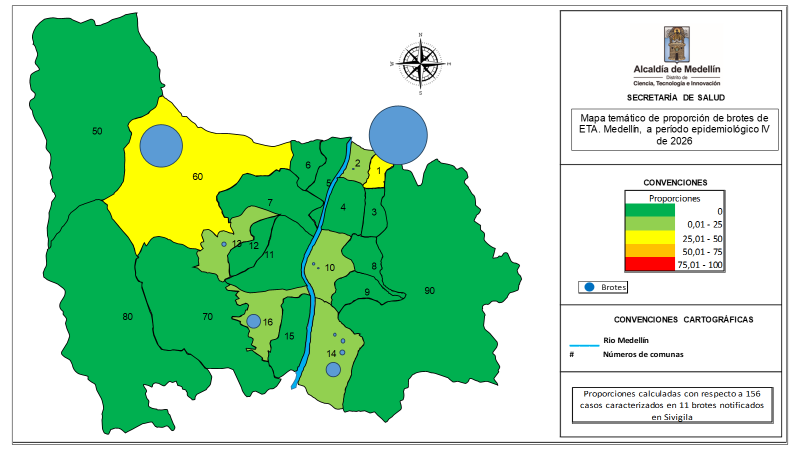 50
60
6
5
2
1
7
4
3
13
12
11
10
8
9
90
80
70
16
15
14
1
N
S
Alcaldía de Medellín
Distrito de
Ciencia, Tecnología e Innovación
SECRETARÍA DE SALUD
Mapa temático de proporción de brotes de
ETA. Medellín, a período epidemiológico IV
de 2026
CONVENCIONES
Proporciones
0
0,01 - 25
25,01 - 50
50,01 - 75
75,01 - 100
Brotes
CONVENCIONES CARTOGRÁFICAS
Rio Medellín
# Números de comunas
Proporciones calculadas con respecto a 156
casos caracterizados en 11 brotes notificados
en Sivigila